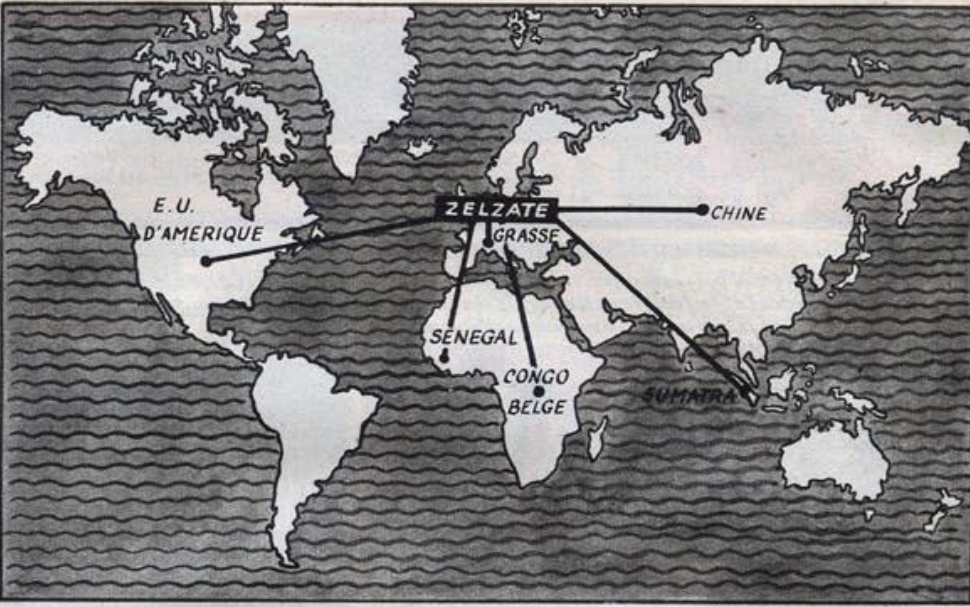 E.U.
D'AMERIQUE
ZELZATE
GRASSE
CHINE
SENEGAL
CONGO
BELGE
SUMATRA